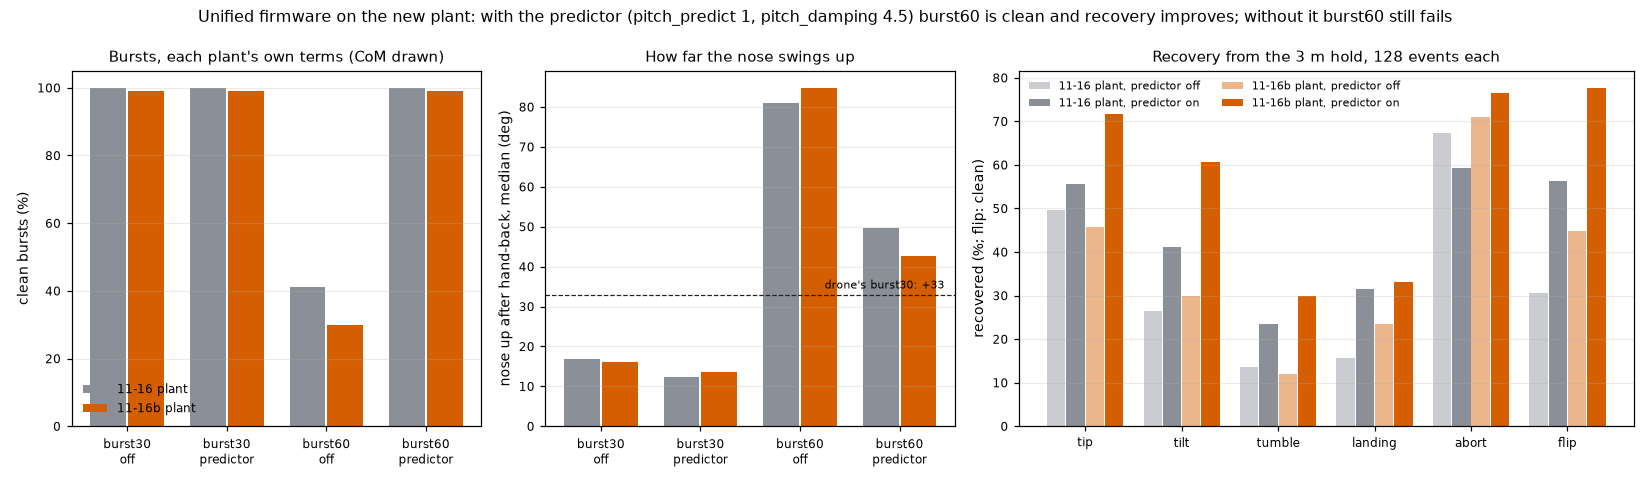 Unified firmware on the new plant: with the predictor (pitch_predict 1, pitch_damping 4.5) burst60 is clean and recovery improves; without it burst60 still fails
Bursts, each plant's own terms (CoM drawn)
clean bursts (%)
100
80
60
40
20
0
11-16 plant
11-16b plant
burst30
off
burst30
predictor
burst60
off
burst60
predictor
How far the nose swings up
nose up after hand-back, median (deg)
80
70
60
50
40
30
20
10
0
drone's burst30: +33
burst30
off
burst30
predictor
burst60
off
burst60
predictor
Recovery from the 3 m hold, 128 events each
recovered (%; flip: clean)
80
70
60
50
40
30
20
10
0
11-16 plant, predictor off
11-16 plant, predictor on
11-16b plant, predictor off
11-16b plant, predictor on
tip
tilt
tumble
landing
abort
flip